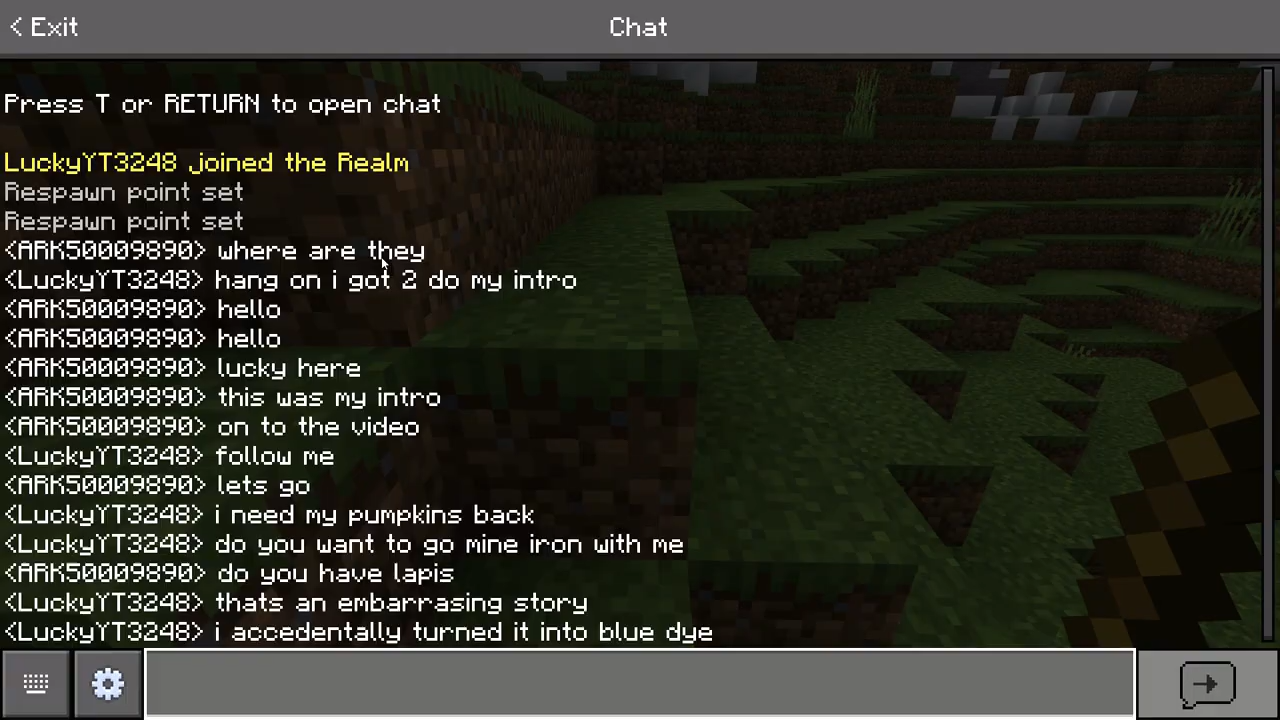 < Exit
Chat
Press T or RETURN to open chat
LuckyYT3248 joined the Realm
Respawn point set
Respawn point set
<ARK50009890> where are they
<LuckyYT3248> hang on i got 2 do my intro
<ARK50009890> hello
<ARK50009890> hello
<ARK50009890> lucky here
<ARK50009890> this was my intro
<ARK50009890> on to the video
<LuckyYT3248> follow me
<ARK50009890> lets go
<LuckyYT3248> i need my pumpkins back
<LuckyYT3248> do you want to go mine iron with me
<ARK50009890> do you have lapis
<LuckyYT3248> thats an embarrasing story
<LuckyYT3248> i accedentally turned it into blue dye